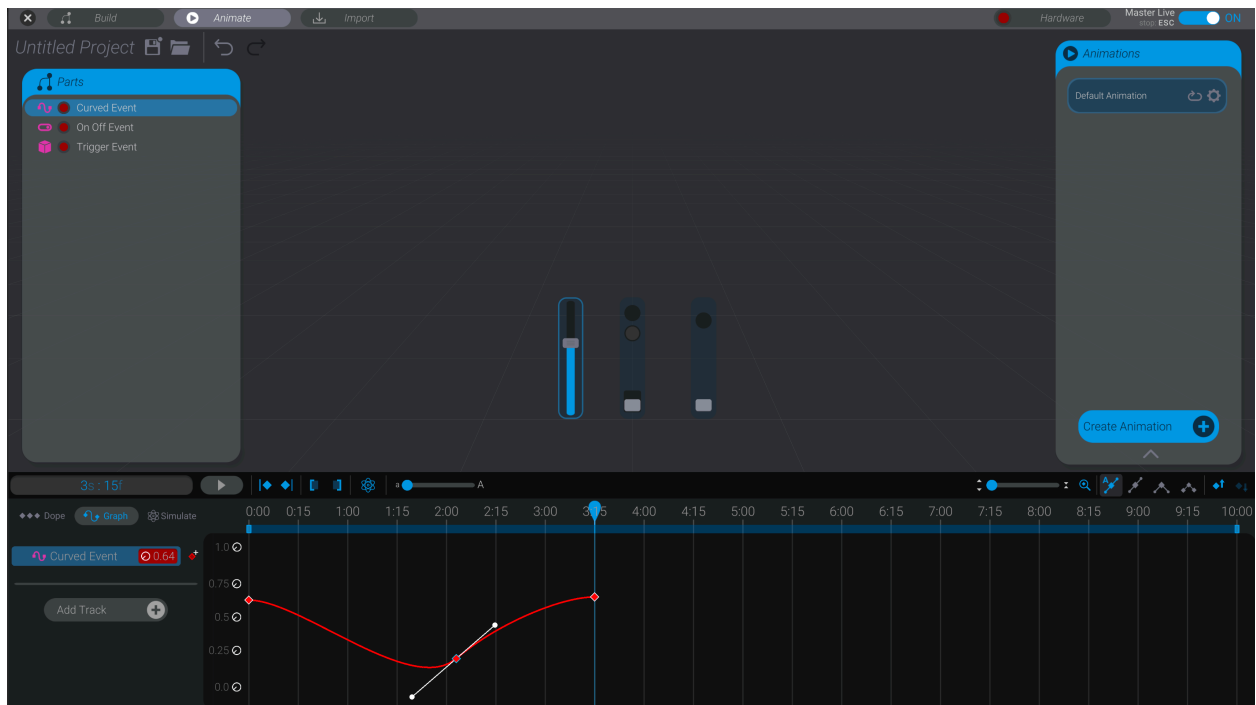 Build
Animate
Import
Hardware
Master Live
stop: ESC
ON
Untitled Project
Parts
Curved Event
On Off Event
Trigger Event
Animations
Default Animation
Create Animation
3s : 15f
a
A
A
Dope
Graph
Simulate
0:00 0:15 1:00 1:15 2:00 2:15 3:00 3:15 4:00 4:15 5:00 5:15 6:00 6:15 7:00 7:15 8:00 8:15 9:00 9:15 10:00
Curved Event
0.64
Add Track
1.0
0.75
0.5
0.25
0.0